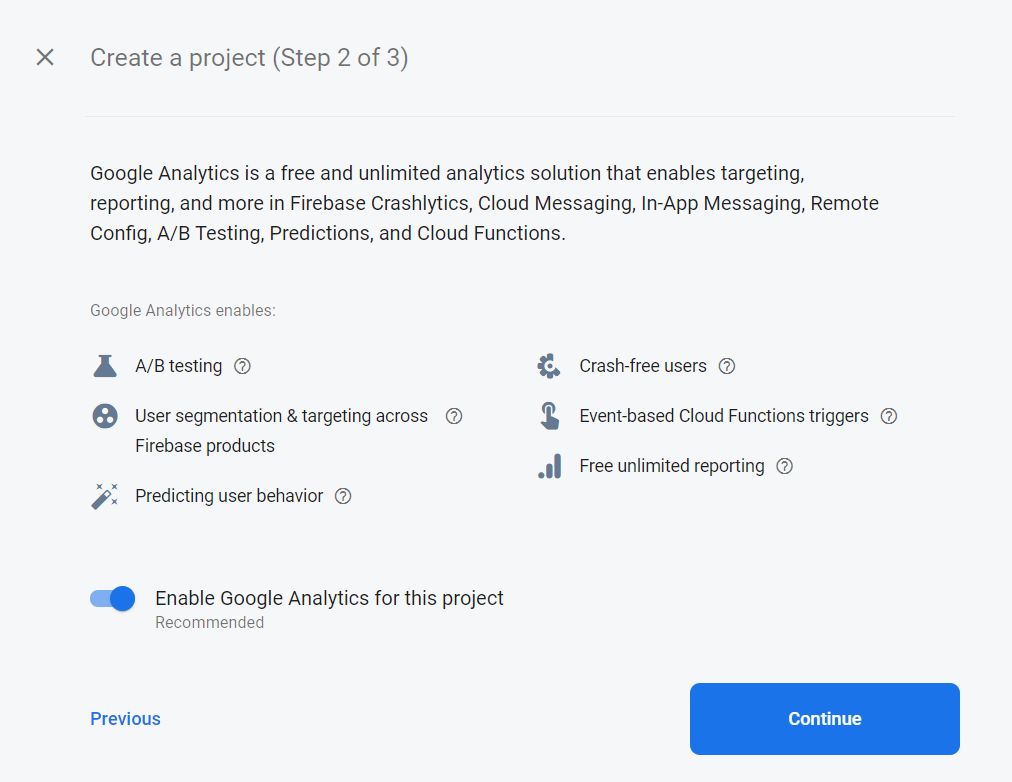 Create a project (Step 2 of 3)
Google Analytics is a free and unlimited analytics solution that enables targeting,
reporting, and more in Firebase Crashlytics, Cloud Messaging, In-App Messaging, Remote
Config, A/B Testing, Predictions, and Cloud Functions.
Google Analytics enables:
A/B testing
User segmentation & targeting across
Firebase products
Predicting user behavior
Crash-free users
Event-based Cloud Functions triggers
Free unlimited reporting
Enable Google Analytics for this project
Recommended
Previous
Continue